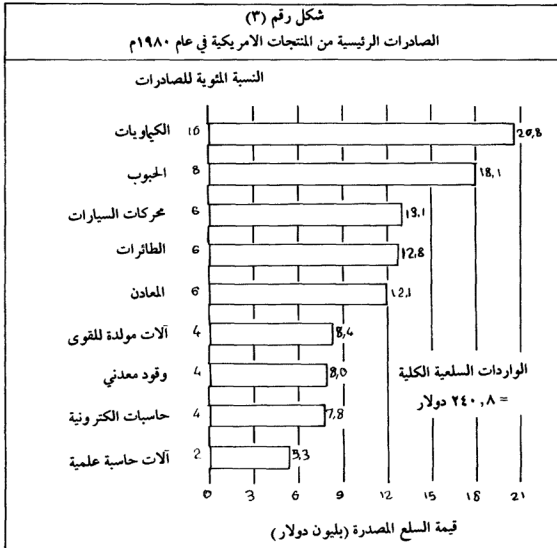 شكل رقم (٣)
الصادرات الرئيسية من المنتجات الامريكية في عام ١٩٨٠م
النسبة المئوية للصادرات
الكيماويات 10 20,8
الحبوب 8 18,1
محركات السيارات 6 13,1
الطائرات 6 12,8
المعادن 6 12,1
آلات مولدة للقوى 4 8,4
وقود معدني 4 8,0
حاسبات الكترونية 4 7,8
آلات حاسبة علمية 2 5,3
الواردات السلعية الكلية
= ٢٤٠,٨ دولار
0 3 6 9 12 15 18 21
قيمة السلع المصدرة (بليون دولار)